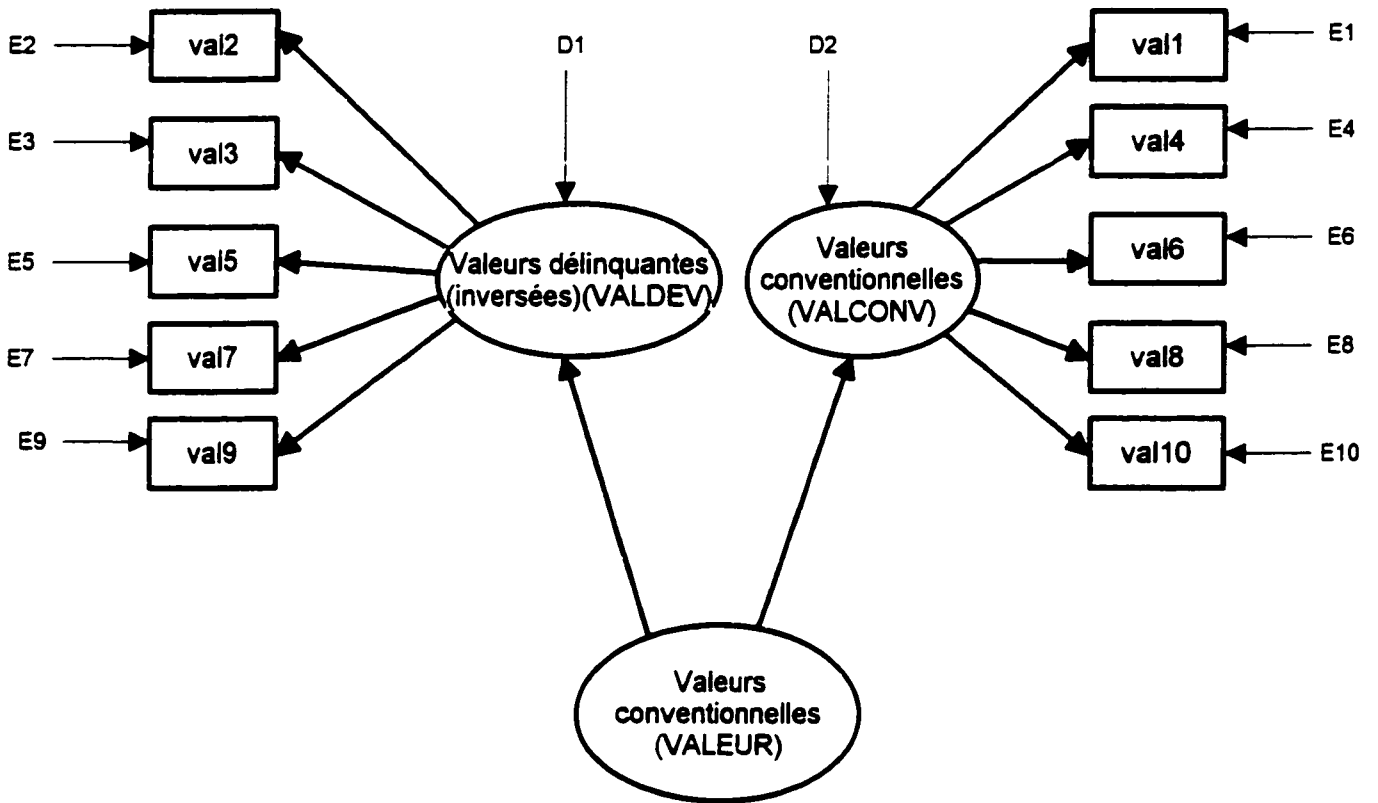 E2
val2
D1
D2
val1
E1
E3
val3
val4
E4
E5
val5
Valeurs délinquantes
(inversées)(VALDEV)
Valeurs
conventionnelles
(VALCONV)
val6
E6
E7
val7
val8
E8
E9
val9
val10
E10
Valeurs
conventionnelles
(VALEUR)